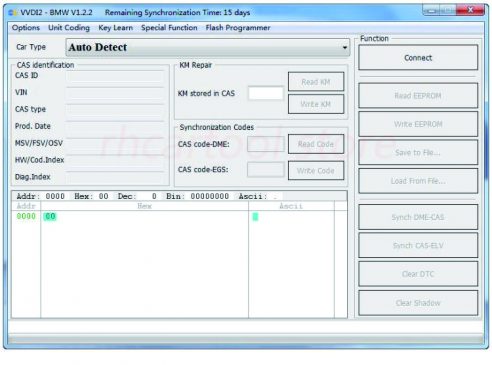 VVDI2 - BMW V1.2.2 Remaining Synchronization Time: 15 days
Options Unit Coding Key Learn Special Function Flash Programmer
Car Type Auto Detect
CAS identification
CAS ID
VIN
CAS type
Prod. Date
MSV/FSV/OSV
HW/Cod.Index
Diag.Index
KM Repair
KM stored in CAS
Read KM
Write KM
Synchronization Codes
CAS code-DME:
Read Code
CAS code-EGS:
Write Code
Addr: 0000 Hex: 00 Dec: 0 Bin: 00000000 Ascii: .
Addr Hex Ascii
0000 00
Function
Connect
Read EEPROM
Write EEPROM
Save to File...
Load From File...
Synch DME-CAS
Synch CAS-ELV
Clear DTC
Clear Shadow
rhcartool store